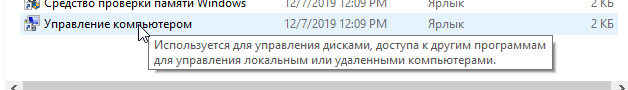 Средство проверки памяти Windows 12/7/2019 12:09 PM Ярлык 2 КБ
Управление компьютером 12/7/2019 12:09 PM Ярлык 2 КБ
Используется для управления дисками, доступа к другим программам
для управления локальным или удаленными компьютерами.